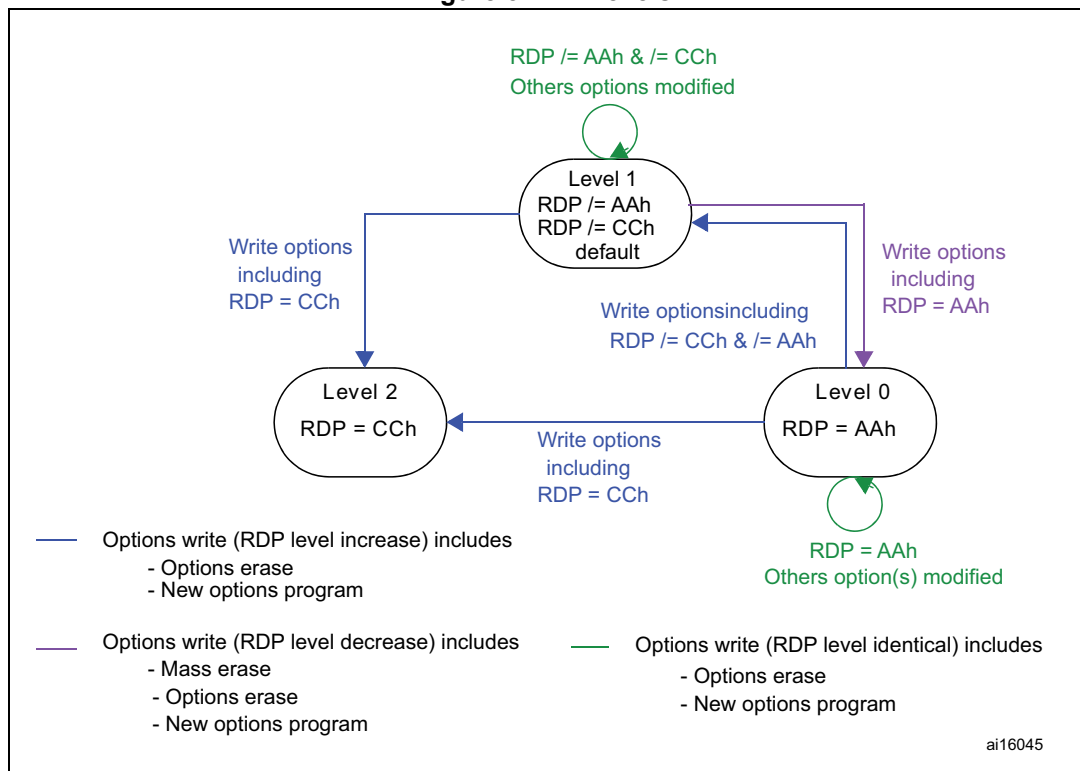 RDP /= AAh & /= CCh
Others options modified
Level 1
RDP /= AAh
RDP /= CCh
default
Write options
including
RDP = CCh
Write options
including
RDP = AAh
Write optionsincluding
RDP /= CCh & /= AAh
Level 2
RDP = CCh
Level 0
RDP = AAh
Write options
including
RDP = CCh
RDP = AAh
Others option(s) modified
Options write (RDP level increase) includes
- Options erase
- New options program
Options write (RDP level decrease) includes
- Mass erase
- Options erase
- New options program
Options write (RDP level identical) includes
- Options erase
- New options program
ai16045